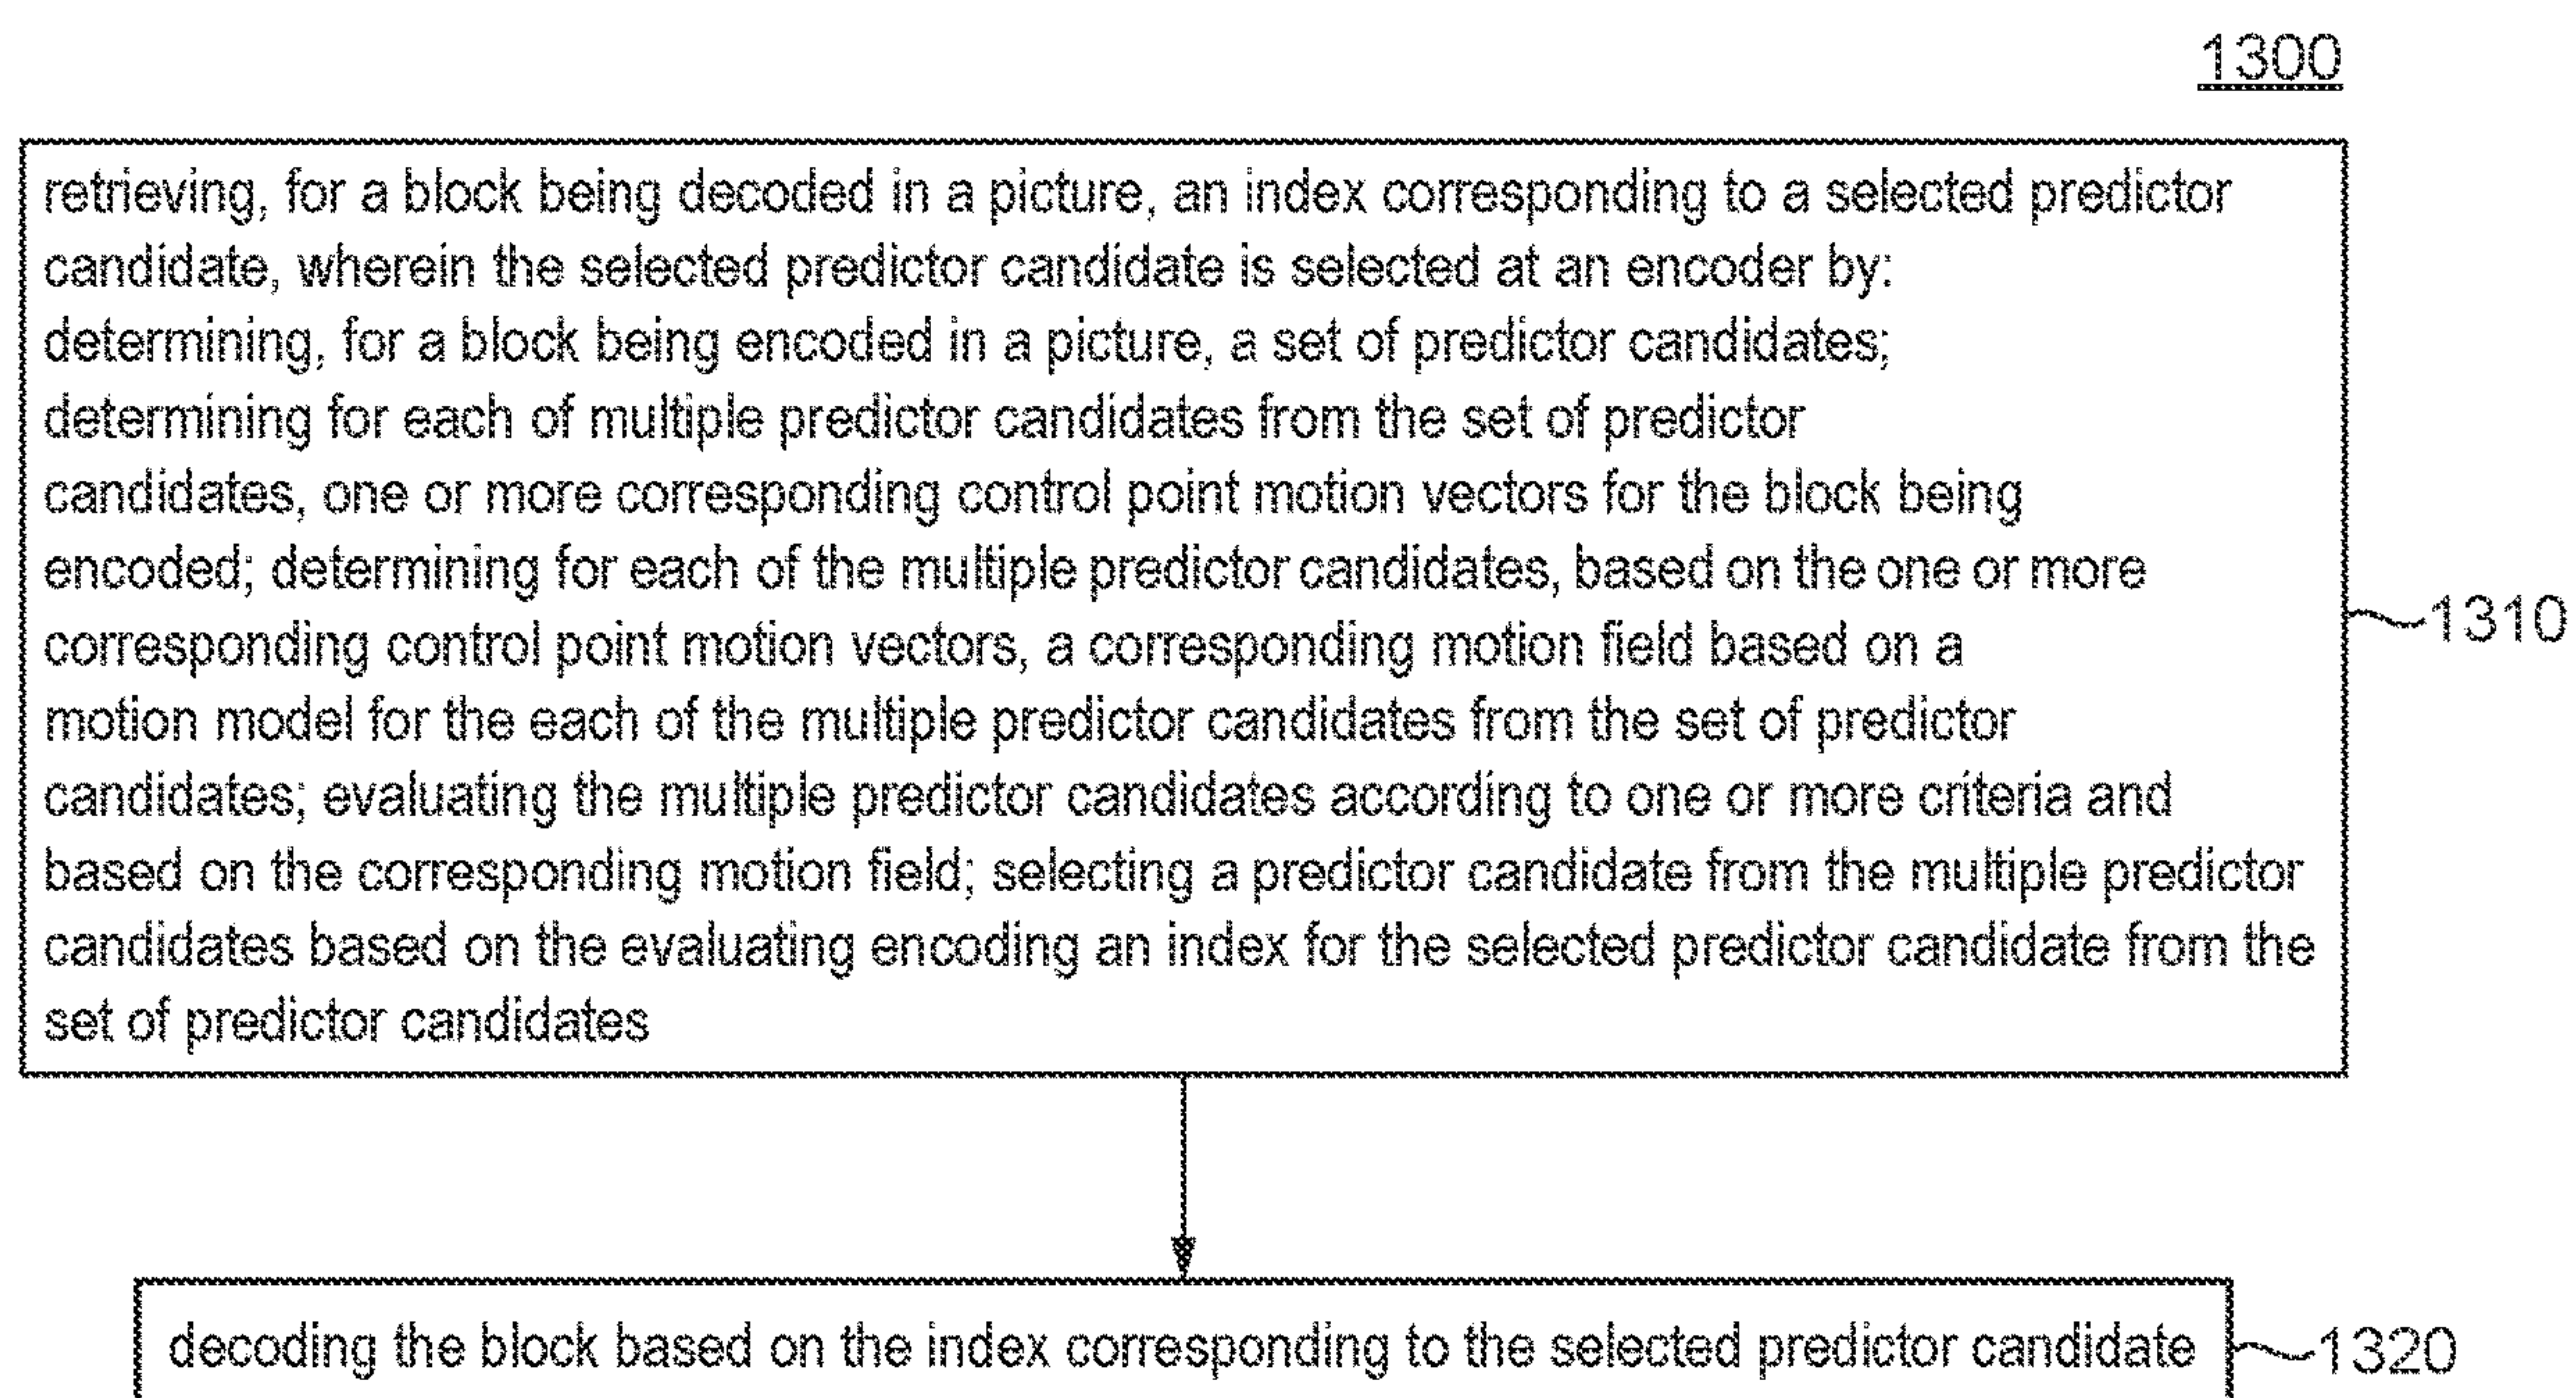 1300
retrieving, for a block being decoded in a picture, an index corresponding to a selected predictor
candidate, wherein the selected predictor candidate is selected at an encoder by:
determining, for a block being encoded in a picture, a set of predictor candidates;
determining for each of multiple predictor candidates from the set of predictor
candidates, one or more corresponding control point motion vectors for the block being
encoded; determining for each of the multiple predictor candidates, based on the one or more
corresponding control point motion vectors, a corresponding motion field based on a
motion model for the each of the multiple predictor candidates from the set of predictor
candidates; evaluating the multiple predictor candidates according to one or more criteria and
based on the corresponding motion field; selecting a predictor candidate from the multiple predictor
candidates based on the evaluating encoding an index for the selected predictor candidate from the
set of predictor candidates
1310
decoding the block based on the index corresponding to the selected predictor candidate
1320